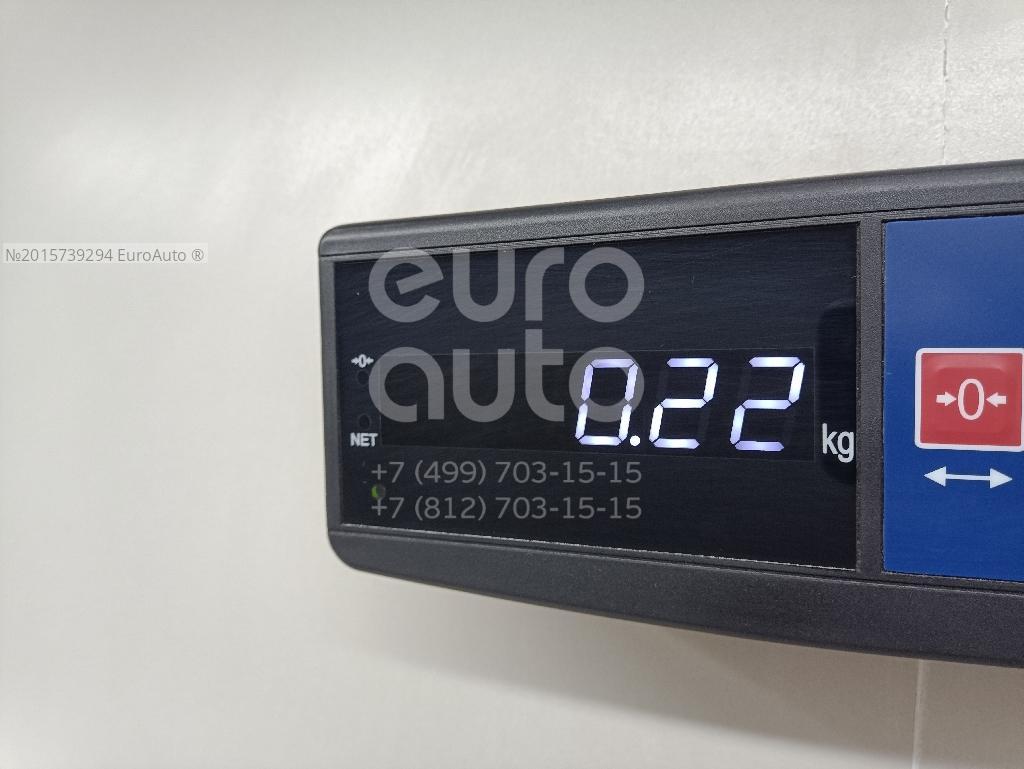 №2015739294 EuroAuto ®
euro
auto
→0←
0.22
kg
NET
→0←
+7 (499) 703-15-15
+7 (812) 703-15-15